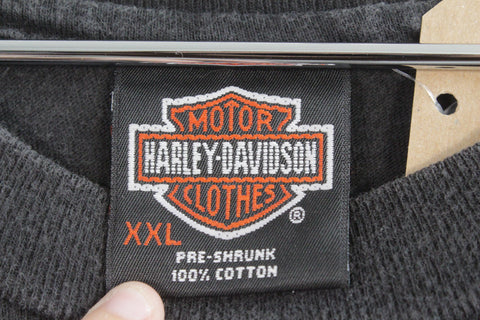 MOTOR
HARLEY-DAVIDSON
CLOTHES
®
XXL
PRE-SHRUNK
100% COTTON